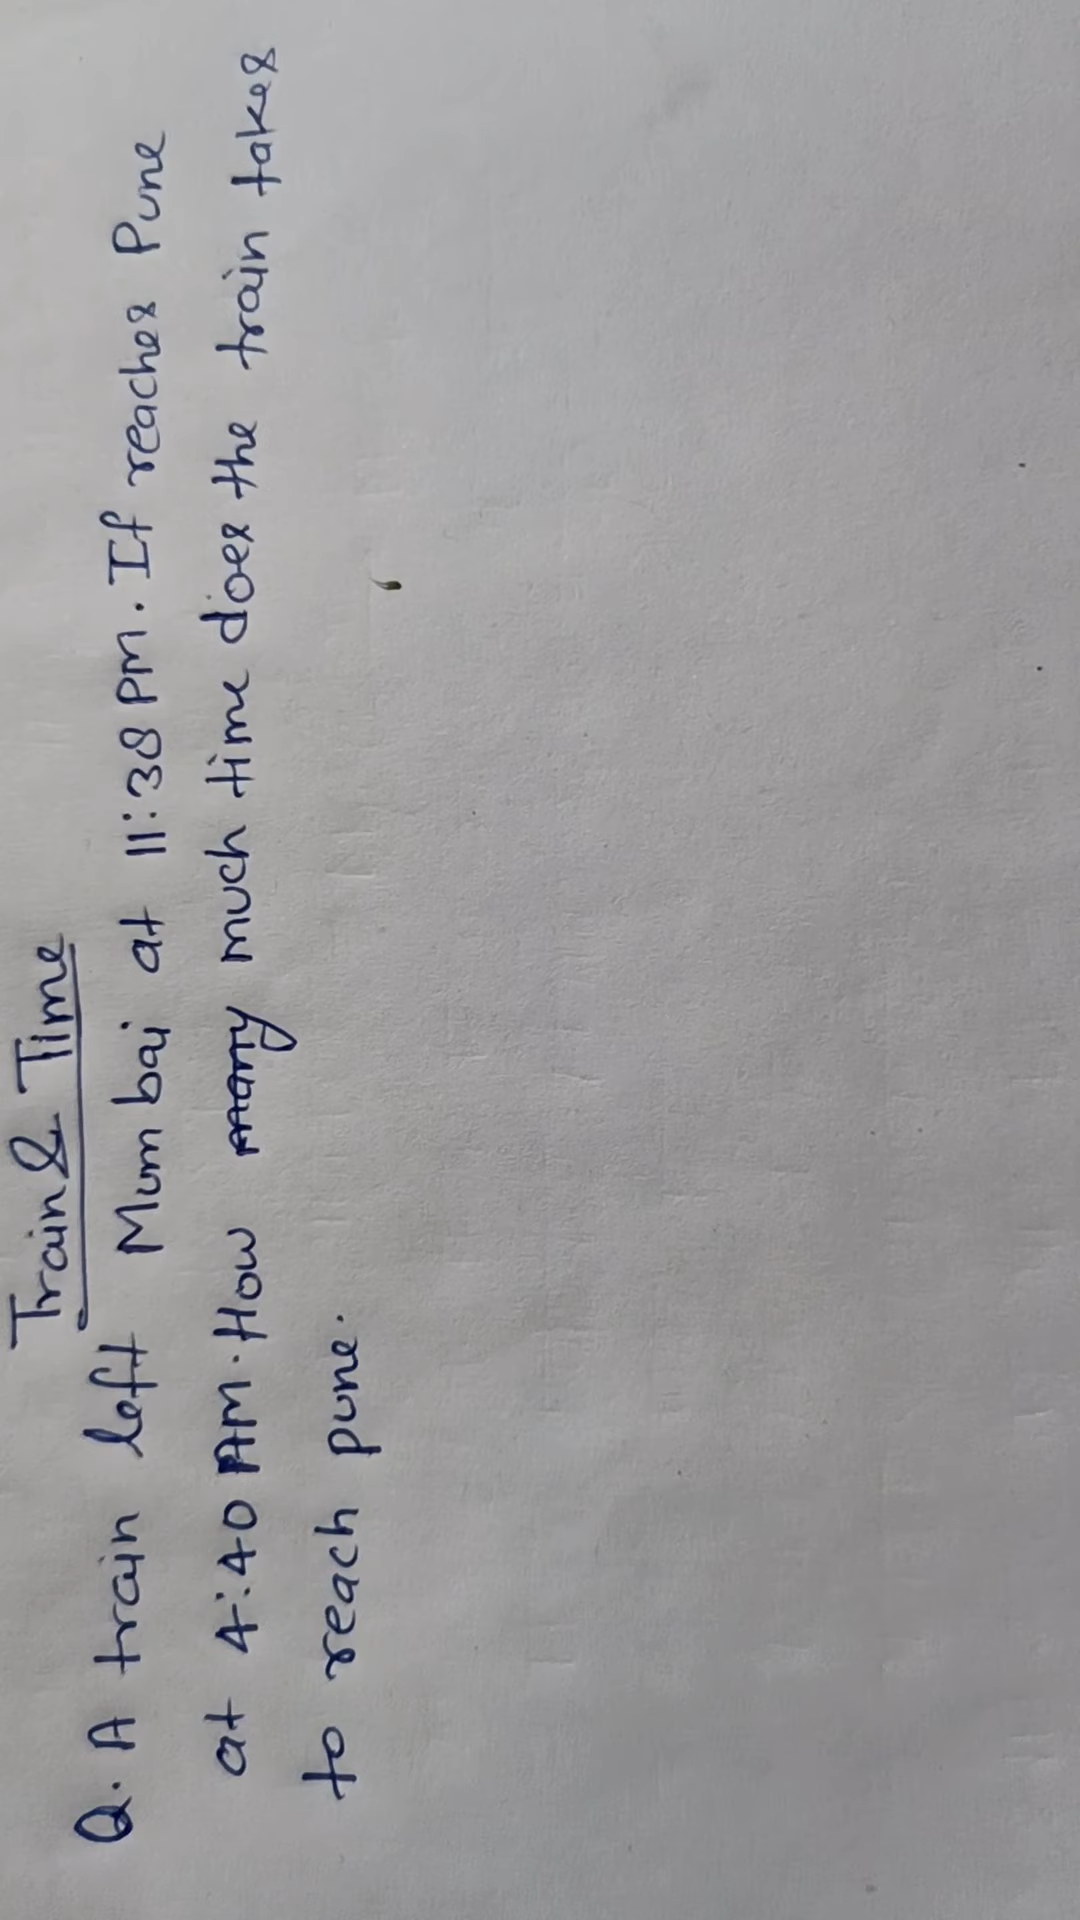 Train & Time
Q. A train left Mumbai at 11:38 PM. If reaches Pune
at 4:40 AM. How many much time does the train takes
to reach pune.